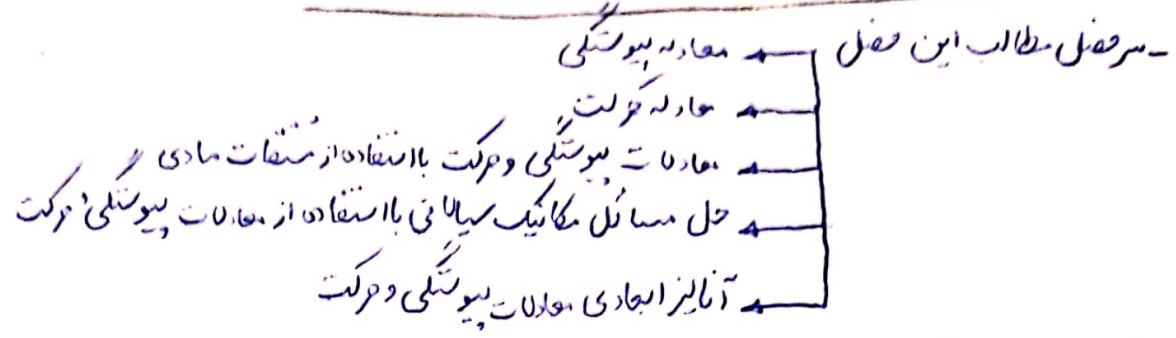 - سرفصل مطالب این فصل
معادله پیوستگی
معادله حرکت
معادلات پیوستگی و حرکت با استفاده از مشتقات مادی
حل مسائل مکانیک سیالاتی با استفاده از معادلات پیوستگی و حرکت
آنالیز ابعادی معادلات پیوستگی و حرکت